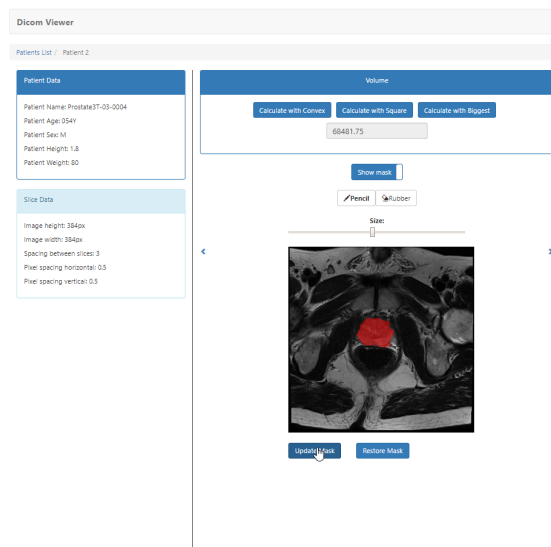 Dicom Viewer
Patients List / Patient 2
Patient Data
Patient Name: Prostate3T-03-0004
Patient Age: 054Y
Patient Sex: M
Patient Height: 1.8
Patient Weight: 80
Slice Data
Image height: 384px
Image width: 384px
Spacing between slices: 3
Pixel spacing horizontal: 0.5
Pixel spacing vertical: 0.5
Volume
Calculate with Convex Calculate with Square Calculate with Biggest
68481.75
Show mask
Pencil Rubber
Size:
Update Mask Restore Mask